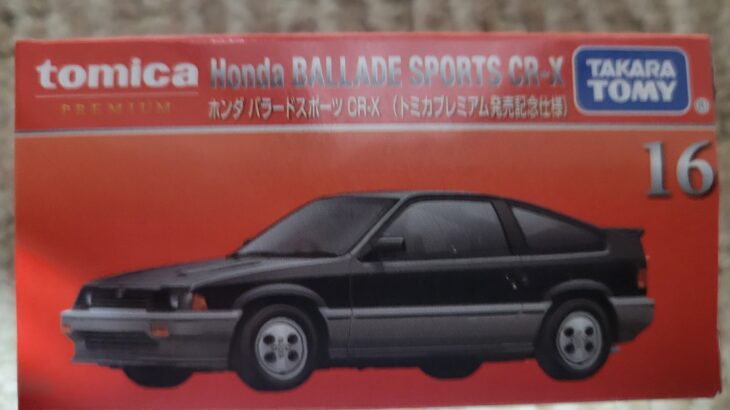 tomica
PREMIUM
Honda BALLADE SPORTS CR-X
ホンダ バラードスポーツ CR-X (トミカプレミアム発売記念仕様)
TAKARA
TOMY
16